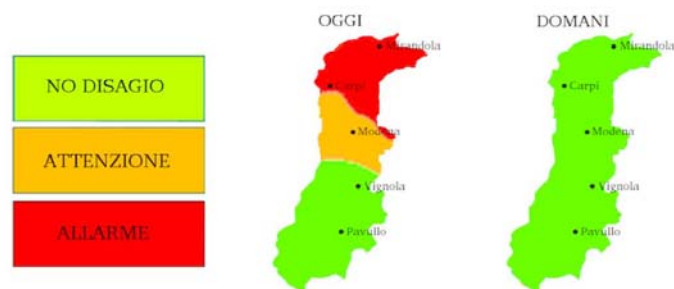 NO DISAGIO
ATTENZIONE
ALLARME
OGGI
Mirandola
Carpi
Modena
Vignola
Pavullo
DOMANI
Mirandola
Carpi
Modena
Vignola
Pavullo